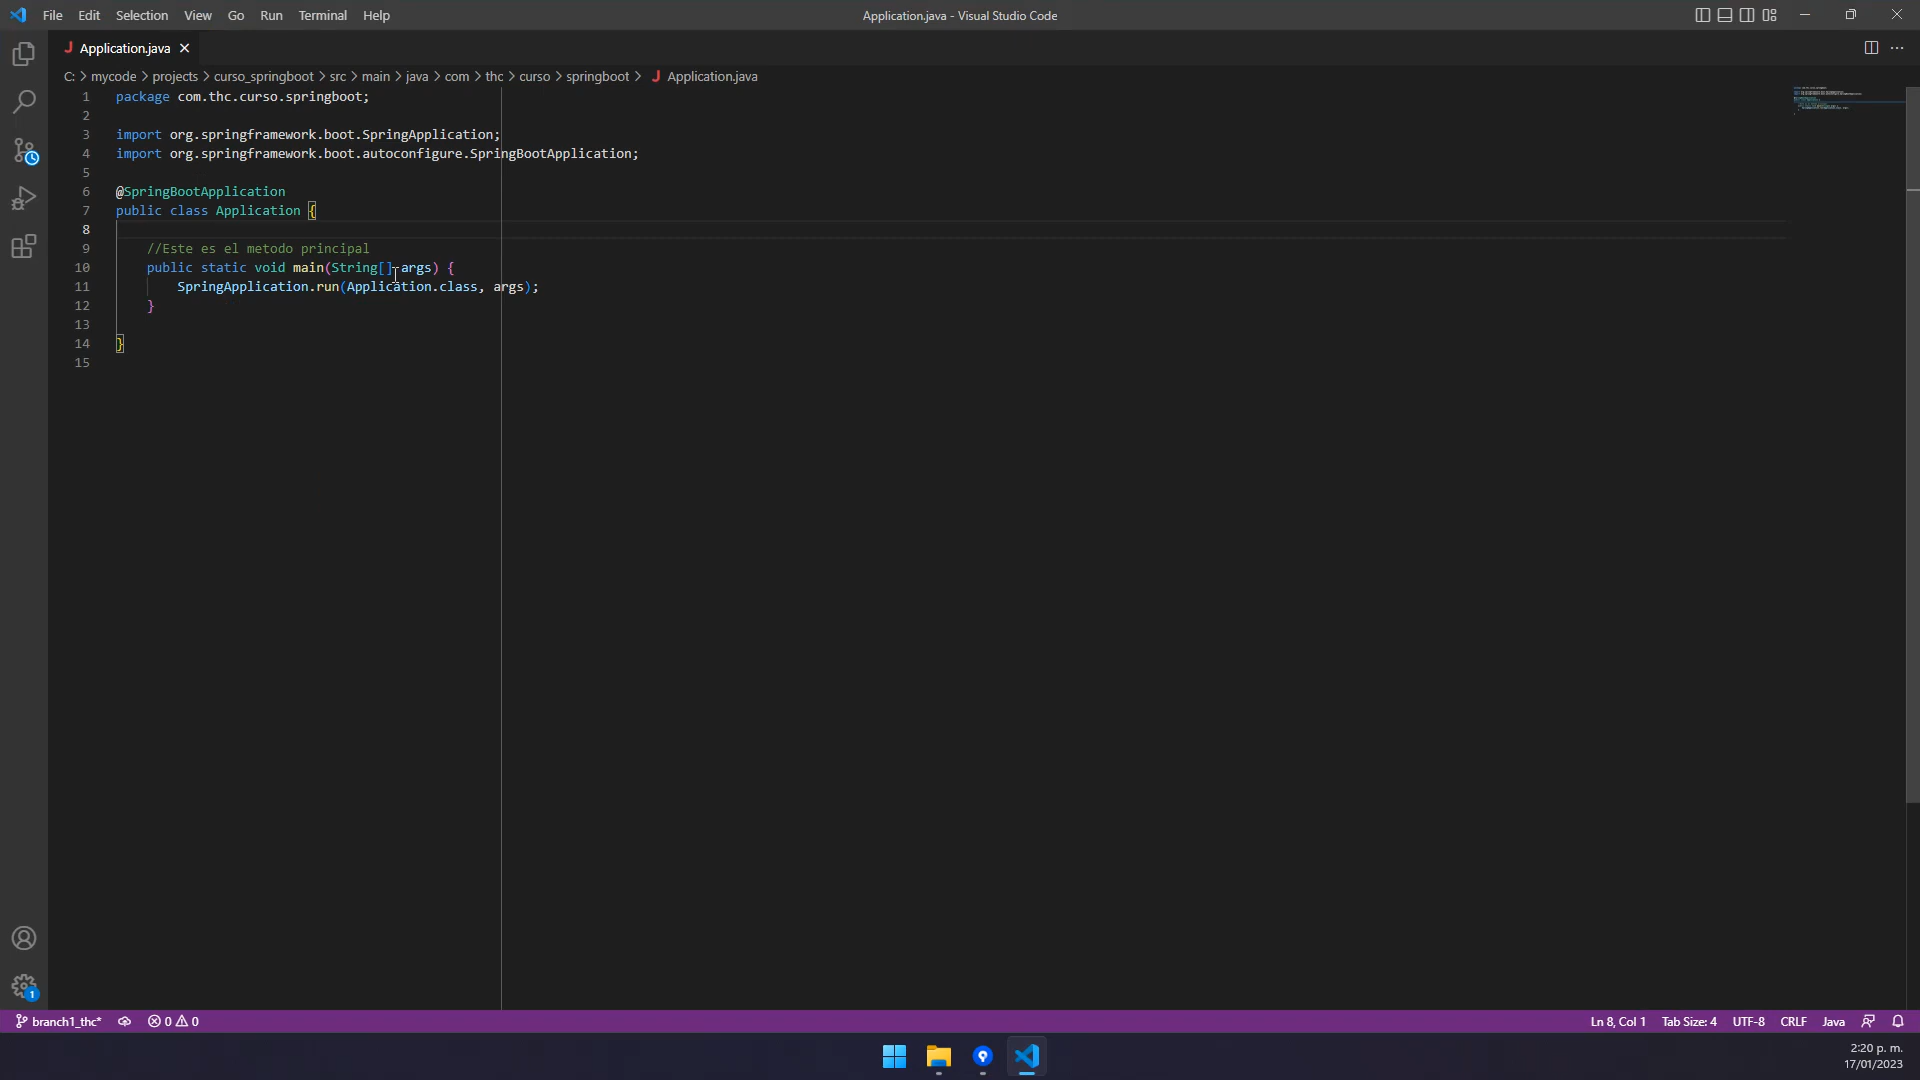 File Edit Selection View Go Run Terminal Help
Application.java - Visual Studio Code
Application.java
C: > mycode > projects > curso_springboot > src > main > java > com > thc > curso > springboot > J Application.java
1 package com.thc.curso.springboot;
2
3 import org.springframework.boot.SpringApplication;
4 import org.springframework.boot.autoconfigure.SpringBootApplication;
5
6 @SpringBootApplication
7 public class Application {
8
9 //Este es el metodo principal
10 public static void main(String[] args) {
11 SpringApplication.run(Application.class, args);
12 }
13
14 }
15
1
branch1_thc* 0 0 Ln 8, Col 1 Tab Size: 4 UTF-8 CRLF Java
2:20 p. m.
17/01/2023